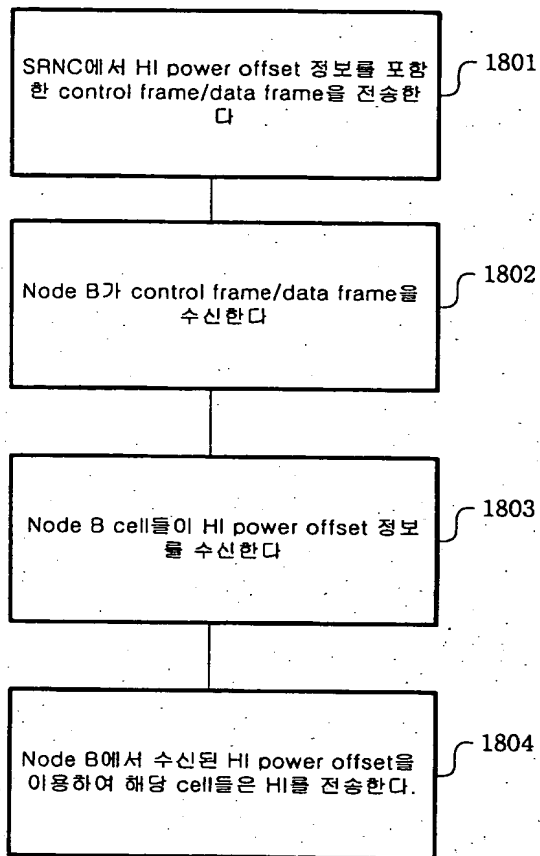 SRNC에서 HI power offset 정보를 포함
한 control frame/data frame을 전송한
다
1801
Node B가 control frame/data frame을
수신한다
1802
Node B cell들이 HI power offset 정보
를 수신한다
1803
Node B에서 수신된 HI power offset을
이용하여 해당 cell들은 HI를 전송한다.
1804